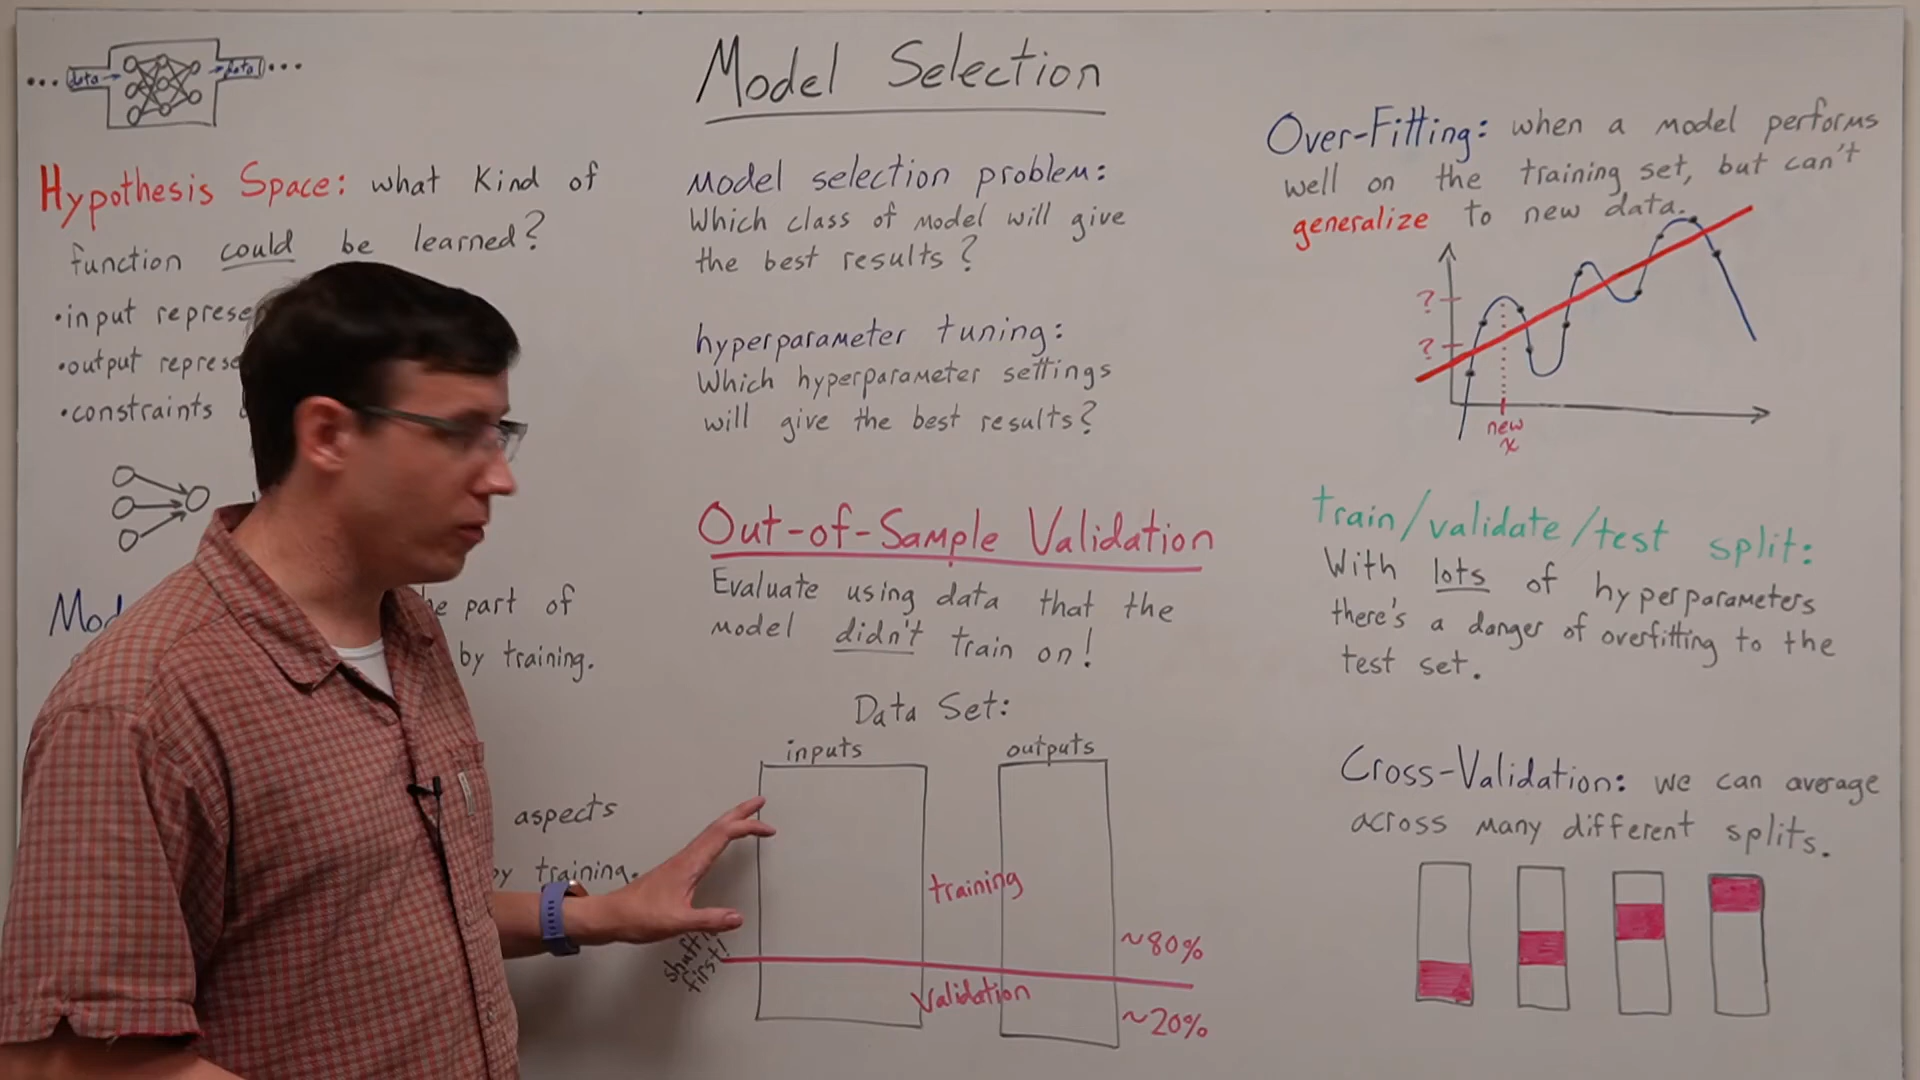 data
data
Model Selection
Hypothesis Space: what kind of
function could be learned?
•input
•output
•constraints
part of
by training.
aspects
training.
model selection problem:
Which class of model will give
the best results?
hyperparameter tuning:
Which hyperparameter settings
will give the best results?
Out-of-Sample Validation
Evaluate using data that the
model didn't train on!
Data Set:
inputs outputs
training
~80%
first!
Validation
~20%
Over-Fitting: when a model performs
well on the training set, but can't
generalize to new data.
?
?
new
x
train/validate/test split:
With lots of hyperparameters
there's a danger of overfitting to the
test set.
Cross-Validation: we can average
across many different splits.